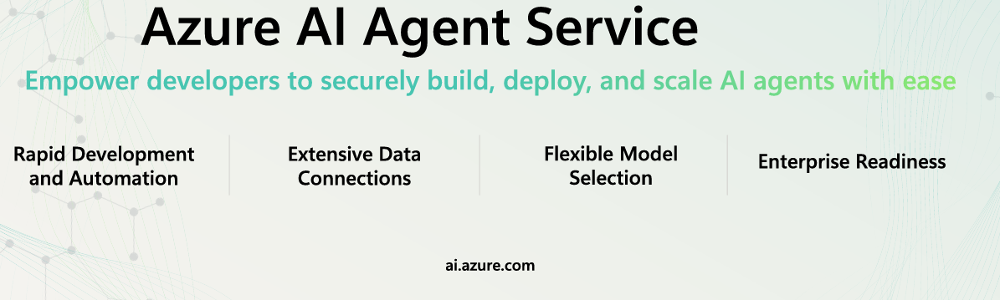 Azure AI Agent Service
Empower developers to securely build, deploy, and scale AI agents with ease
Rapid Development
and Automation
Extensive Data
Connections
Flexible Model
Selection
Enterprise Readiness
ai.azure.com